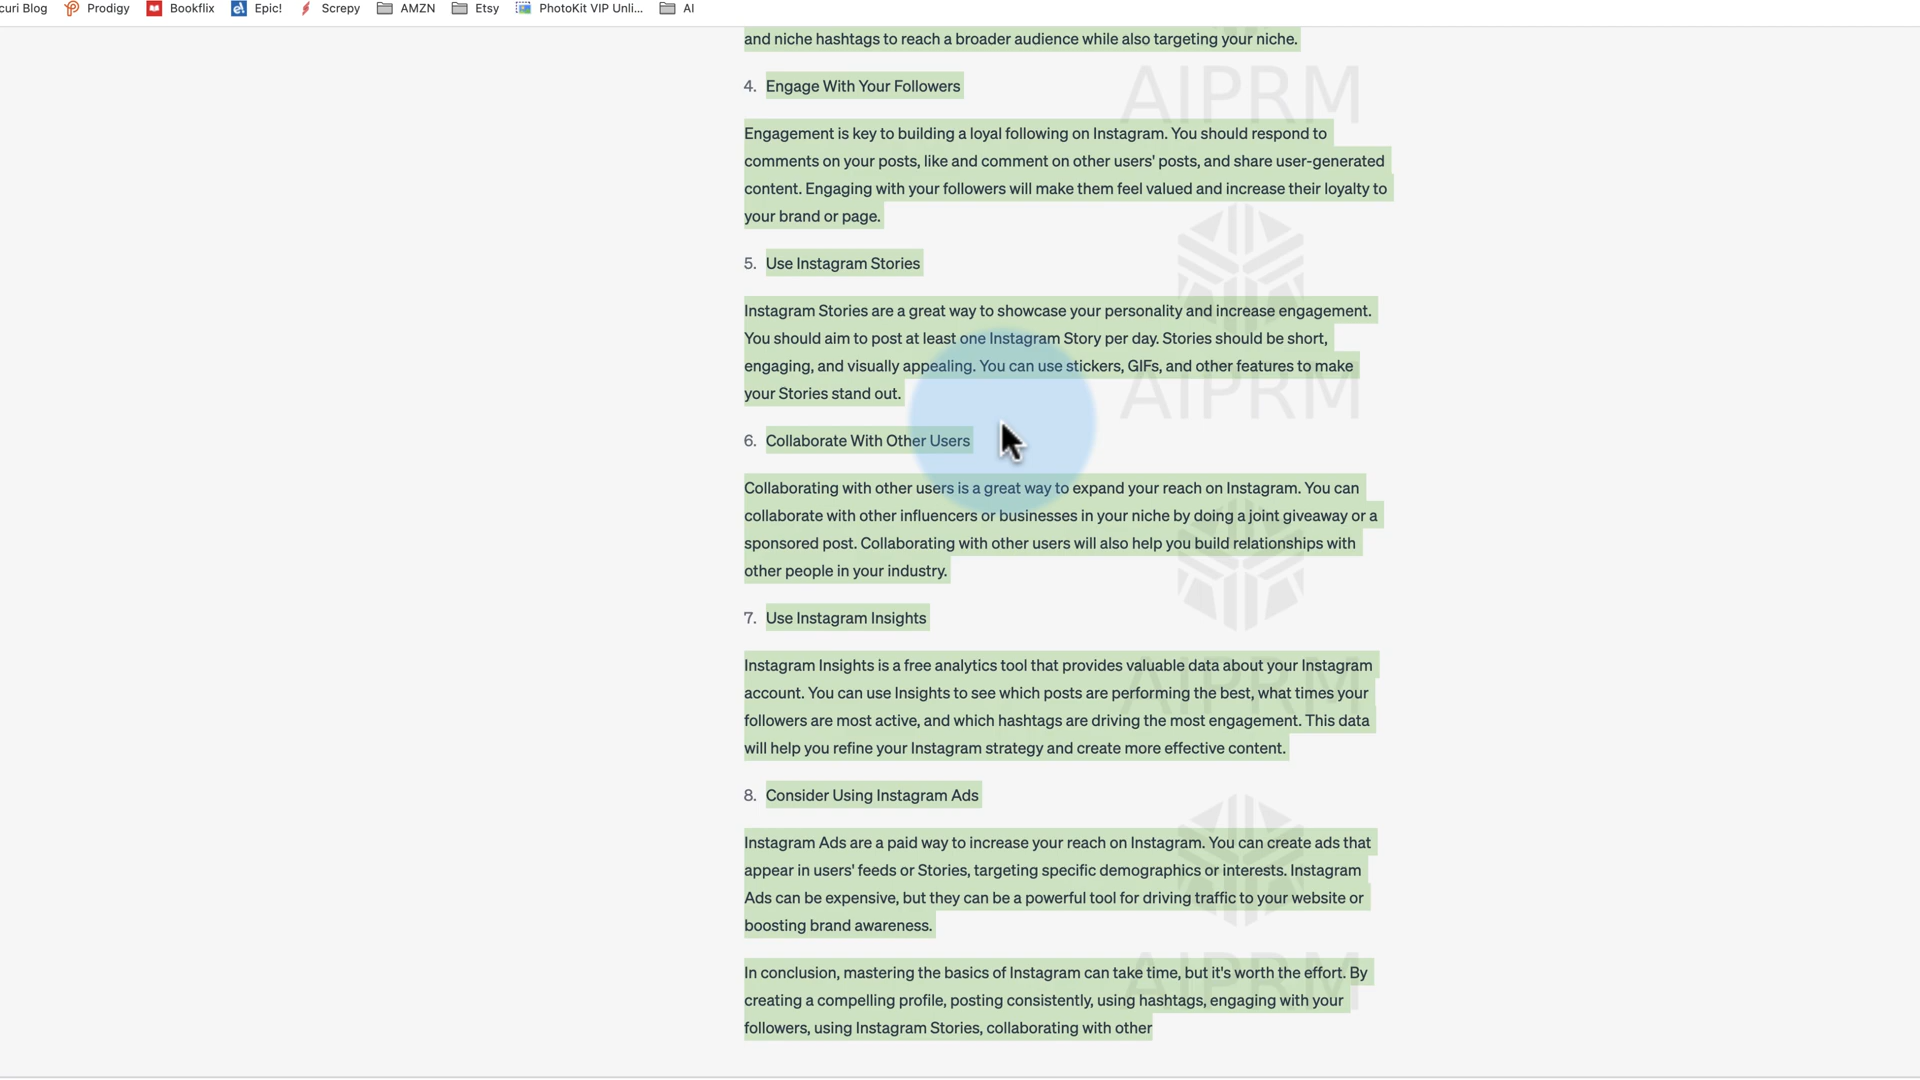 curi Blog Prodigy Bookflix Epic! Screpy AMZN Etsy PhotoKit VIP Unli... AI
and niche hashtags to reach a broader audience while also targeting your niche.
AIPRM
4. Engage With Your Followers
Engagement is key to building a loyal following on Instagram. You should respond to
comments on your posts, like and comment on other users' posts, and share user-generated
content. Engaging with your followers will make them feel valued and increase their loyalty to
your brand or page.
5. Use Instagram Stories
Instagram Stories are a great way to showcase your personality and increase engagement.
You should aim to post at least one Instagram Story per day. Stories should be short,
engaging, and visually appealing. You can use stickers, GIFs, and other features to make
your Stories stand out.
AIPRM
6. Collaborate With Other Users
Collaborating with other users is a great way to expand your reach on Instagram. You can
collaborate with other influencers or businesses in your niche by doing a joint giveaway or a
sponsored post. Collaborating with other users will also help you build relationships with
other people in your industry.
7. Use Instagram Insights
Instagram Insights is a free analytics tool that provides valuable data about your Instagram
account. You can use Insights to see which posts are performing the best, what times your
followers are most active, and which hashtags are driving the most engagement. This data
will help you refine your Instagram strategy and create more effective content.
AIPRM
8. Consider Using Instagram Ads
Instagram Ads are a paid way to increase your reach on Instagram. You can create ads that
appear in users' feeds or Stories, targeting specific demographics or interests. Instagram
Ads can be expensive, but they can be a powerful tool for driving traffic to your website or
boosting brand awareness.
In conclusion, mastering the basics of Instagram can take time, but it's worth the effort. By
creating a compelling profile, posting consistently, using hashtags, engaging with your
followers, using Instagram Stories, collaborating with other
AIPRM